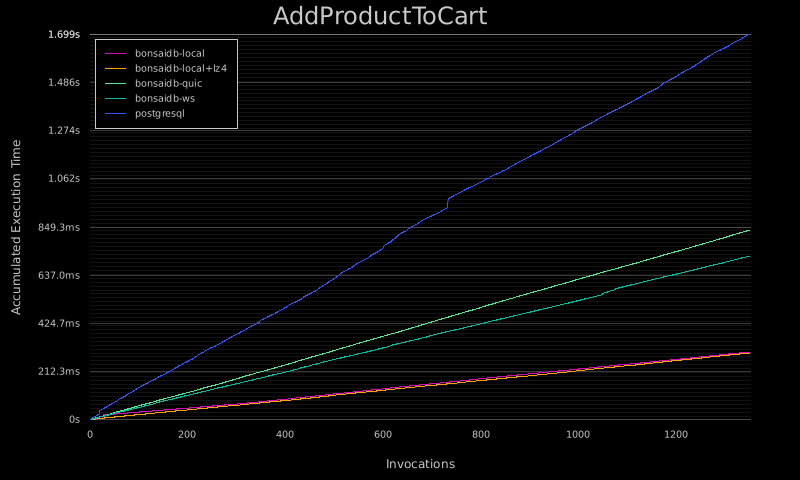 AddProductToCart
1.699s
1.486s
1.274s
1.062s
849.3ms
637.0ms
424.7ms
212.3ms
0s
bonsaidb-local
bonsaidb-local+lz4
bonsaidb-quic
bonsaidb-ws
postgresql
Accumulated Execution Time
0 200 400 600 800 1000 1200
Invocations